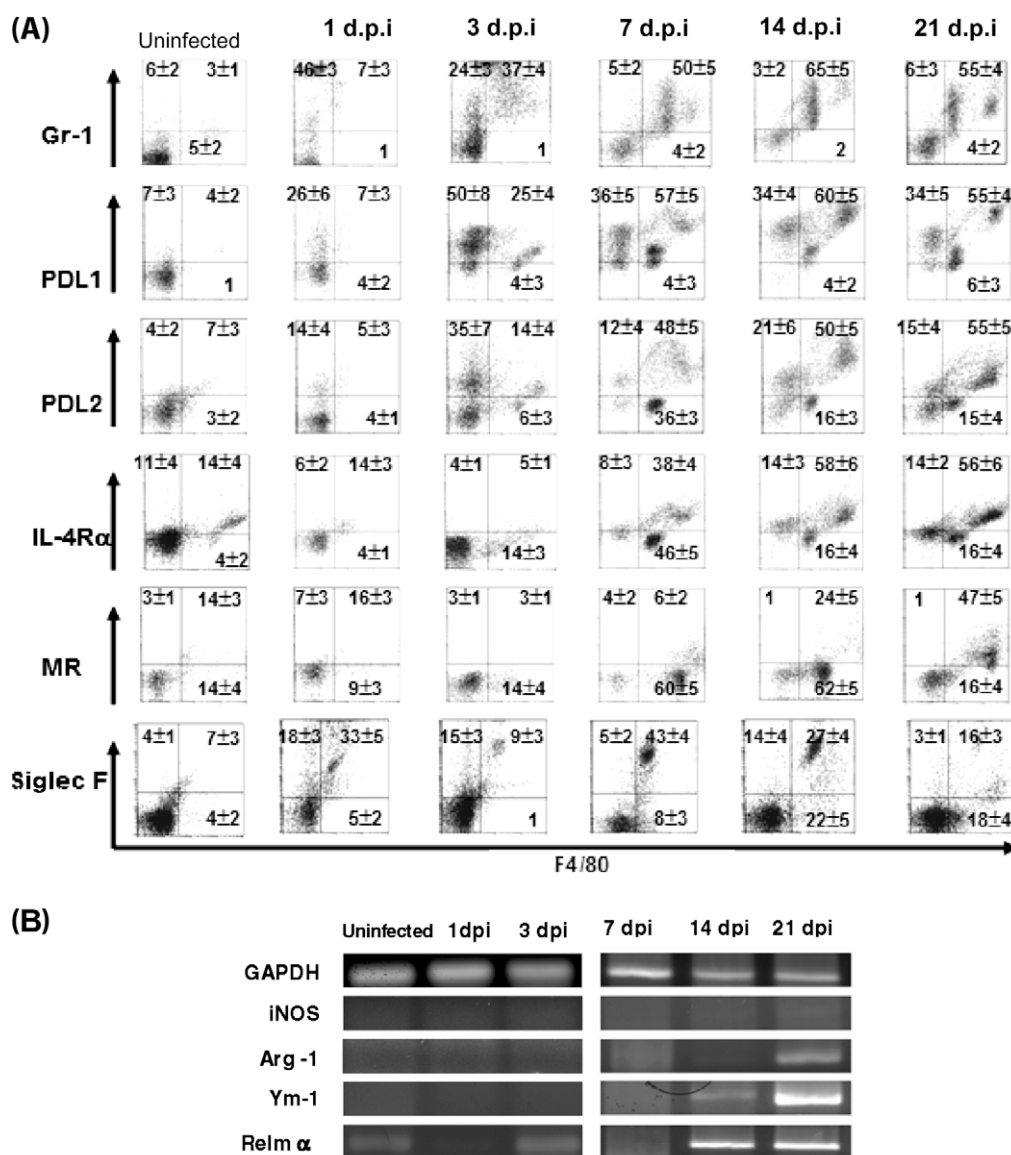 (A)
Uninfected 1 d.p.i 3 d.p.i 7 d.p.i 14 d.p.i 21 d.p.i
6±2 3±1 46±3 7±3 24±3 37±4 5±2 50±5 3±2 65±5 6±3 55±4
Gr-1
5±2 1 1 4±2 2 4±2
7±3 4±2 26±6 7±3 50±8 25±4 36±5 57±5 34±4 60±5 34±5 55±4
PDL1
1 4±2 4±3 4±3 4±2 6±3
4±2 7±3 14±4 5±3 35±7 14±4 12±4 48±5 21±6 50±5 15±4 55±5
PDL2
3±2 4±1 6±3 36±3 16±3 15±4
11±4 14±4 6±2 14±3 4±1 5±1 8±3 38±4 14±3 58±6 14±2 56±6
IL-4Rα
4±2 4±1 14±3 46±5 16±4 16±4
3±1 14±3 7±3 16±3 3±1 3±1 4±2 6±2 1 24±5 1 47±5
MR
14±4 9±3 14±4 60±5 62±5 16±4
4±1 7±3 18±3 33±5 15±3 9±3 5±2 43±4 14±4 27±4 3±1 16±3
Siglec F
4±2 5±2 1 8±3 22±5 18±4
F4/80
(B)
Uninfected 1dpi 3 dpi 7 dpi 14 dpi 21 dpi
GAPDH
iNOS
Arg -1
Ym-1
Relm α